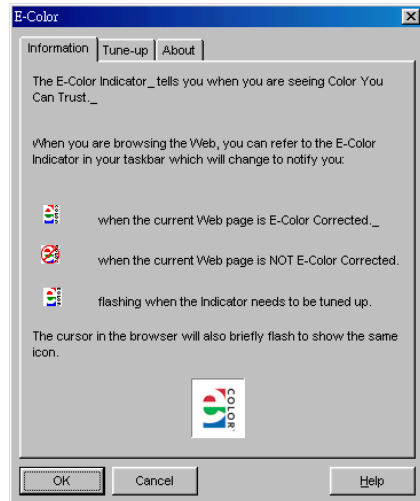 E-Color
Information
Tune-up
About
The E-Color Indicator_ tells you when you are seeing Color You
Can Trust._
When you are browsing the Web, you can refer to the E-Color
Indicator in your taskbar which will change to notify you:
when the current Web page is E-Color Corrected._
when the current Web page is NOT E-Color Corrected.
flashing when the Indicator needs to be tuned up.
The cursor in the browser will also briefly flash to show the same
icon.
COLOR
OK
Cancel
Help